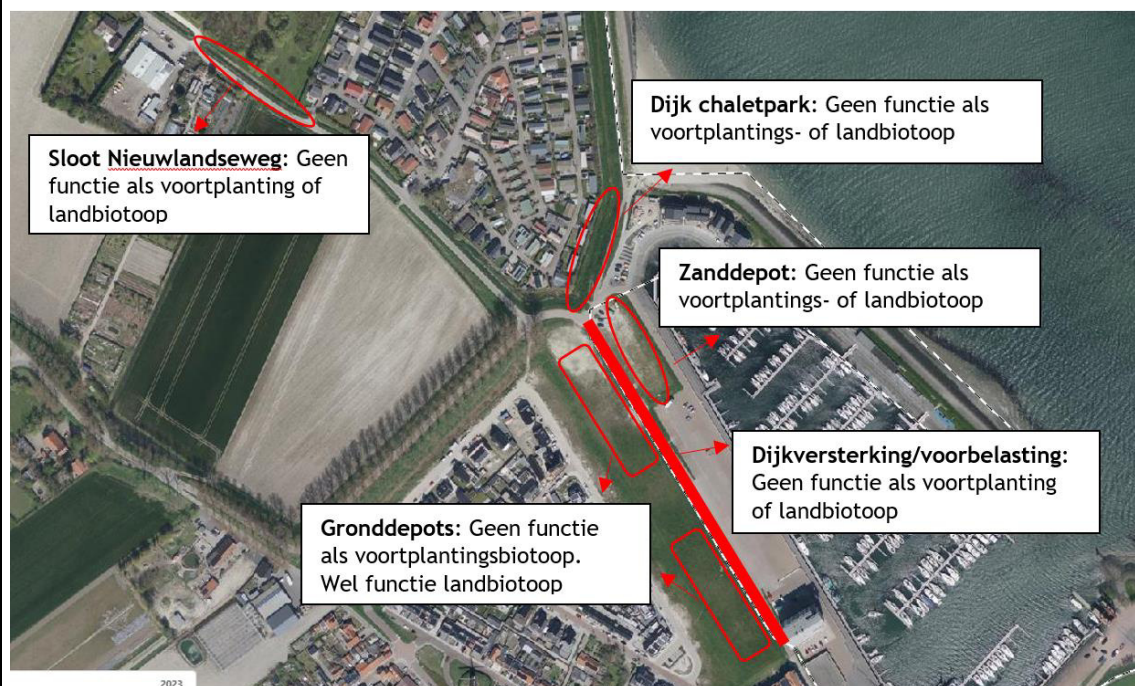 Dijk chaletpark: Geen functie als
voortplantings- of landbiotoop
Sloot Nieuwlandseweg: Geen
functie als voortplanting of
landbiotoop
Zanddepot: Geen functie als
voortplantings- of landbiotoop
Dijkversterking/voorbelasting:
Geen functie als voortplanting
of landbiotoop
Gronddepots: Geen functie
als voortplantingsbiotoop.
Wel functie landbiotoop
2023